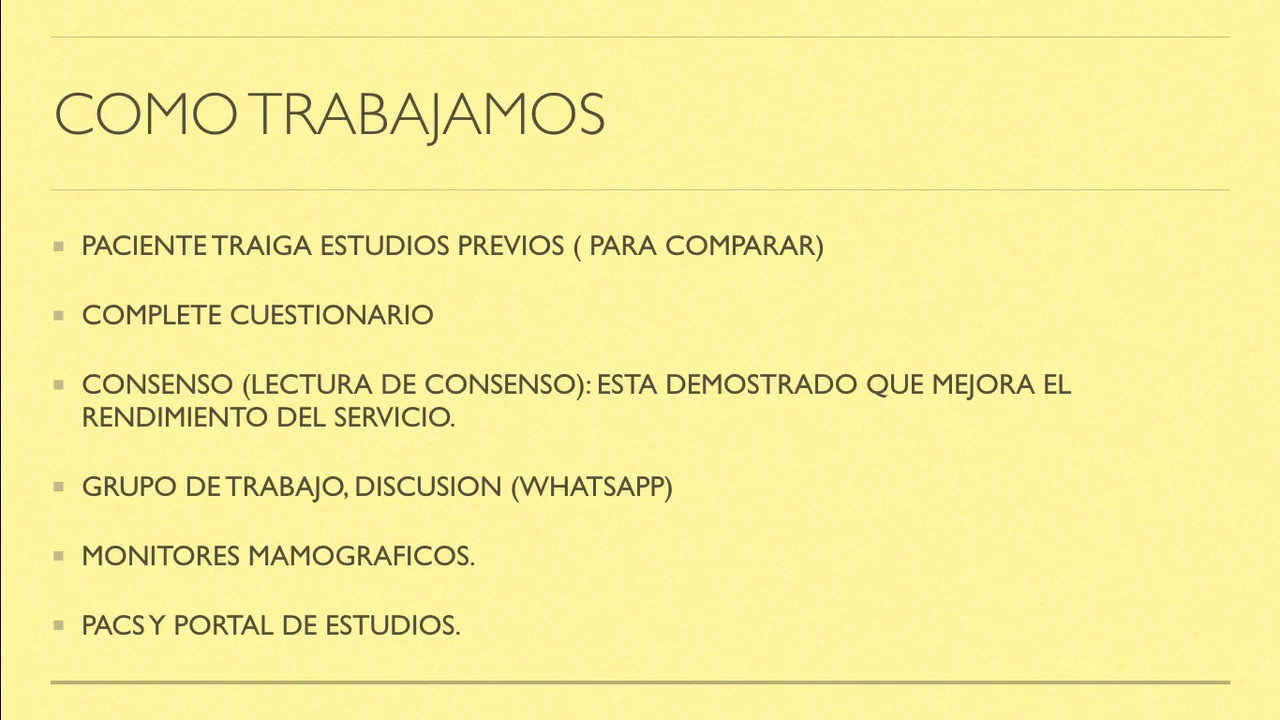 COMO TRABAJAMOS
PACIENTE TRAIGA ESTUDIOS PREVIOS ( PARA COMPARAR)
COMPLETE CUESTIONARIO
CONSENSO (LECTURA DE CONSENSO): ESTA DEMOSTRADO QUE MEJORA EL
RENDIMIENTO DEL SERVICIO.
GRUPO DE TRABAJO, DISCUSION (WHATSAPP)
MONITORES MAMOGRAFICOS.
PACS Y PORTAL DE ESTUDIOS.